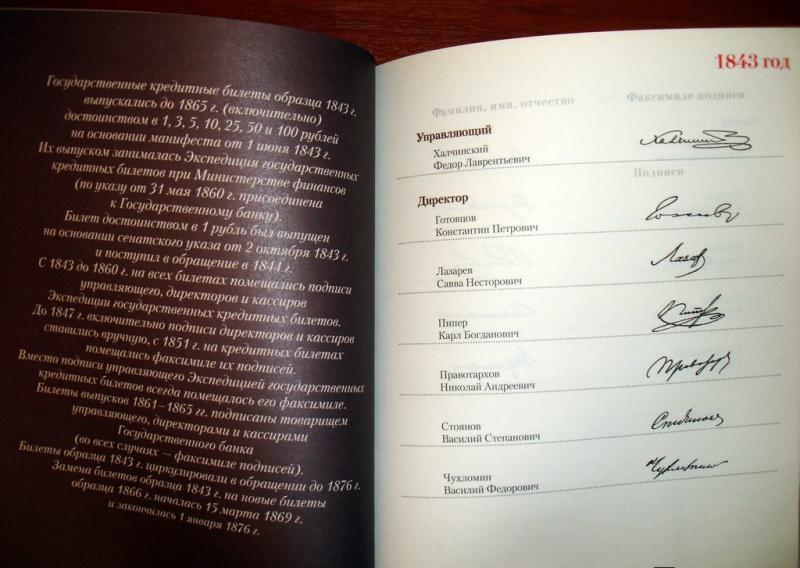 Государственные кредитные билеты образца 1843 г.
выпускались до 1865 г. (включительно)
достоинством в 1, 3, 5, 10, 25, 50 и 100 рублей
на основании манифеста от 1 июня 1843 г.
Их выпуском занималась Экспедиция государственных
кредитных билетов при Министерстве финансов
(по указу от 31 мая 1860 г. присоединена
к Государственному банку).
Билет достоинством в 1 рубль был выпущен
на основании сенатского указа от 2 октября 1843 г.
и поступил в обращение в 1844 г.
С 1843 до 1860 г. на всех билетах помещались подписи
управляющего, директоров и кассиров
Экспедиции государственных кредитных билетов.
До 1847 г. включительно подписи директоров и кассиров
ставились вручную, с 1851 г. на кредитных билетах
помещались факсимиле их подписей.
Вместо подписи управляющего Экспедицией государственных
кредитных билетов всегда помещалось его факсимиле.
Билеты выпусков 1861–1865 гг. подписаны товарищем
управляющего, директорами и кассирами
Государственного банка
(во всех случаях — факсимиле подписей).
Билеты образца 1843 г. циркулировали в обращении до 1876 г.
Замена билетов образца 1843 г. на новые билеты
образца 1866 г. началась 15 марта 1869 г.
и закончилась 1 января 1876 г.
1843 год
Фамилия, имя, отчество Факсимиле подписи
Управляющий
Халчинский
Федор Лаврентьевич
Подписи
Директор
Готовцов
Константин Петрович
Лазарев
Савва Несторович
Пипер
Карл Богданович
Правотархов
Николай Андреевич
Стоянов
Василий Степанович
Чухломин
Василий Федорович